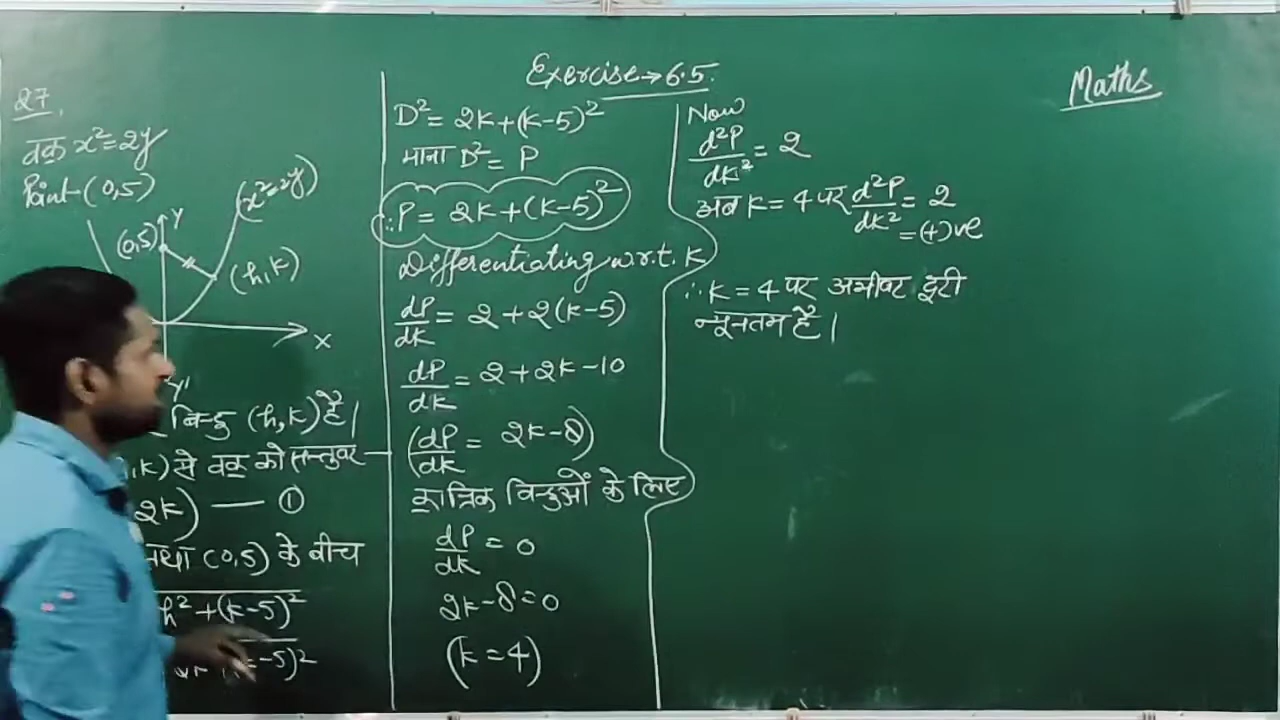 Exercise→6.5.
Maths
27.
वक्र x²=2y
Point-(0,5)
Y
(x²=2y)
(0,5)
(h,k)
X
Y'
बिन्दु (h,k) है।
,k) से वक्र को सन्तुष्ट
2k) — ①
तथा (0,5) के बीच
h²+(k-5)²
-5)²
D²= 2k+(k-5)²
माना D²= P
∴P= 2k+(k-5)²
Differentiating w.r.t. k
dP/dk = 2+2(k-5)
dP/dk = 2+2k-10
(dP/dk = 2k-8)
क्रान्तिक बिन्दुओं के लिए
dP/dk = 0
2k-8=0
(k=4)
Now
d²P/dk² = 2
अब k=4 पर d²P/dk² = 2
=(+)ve
∴k=4 पर अभीष्ट दूरी
न्यूनतम है।